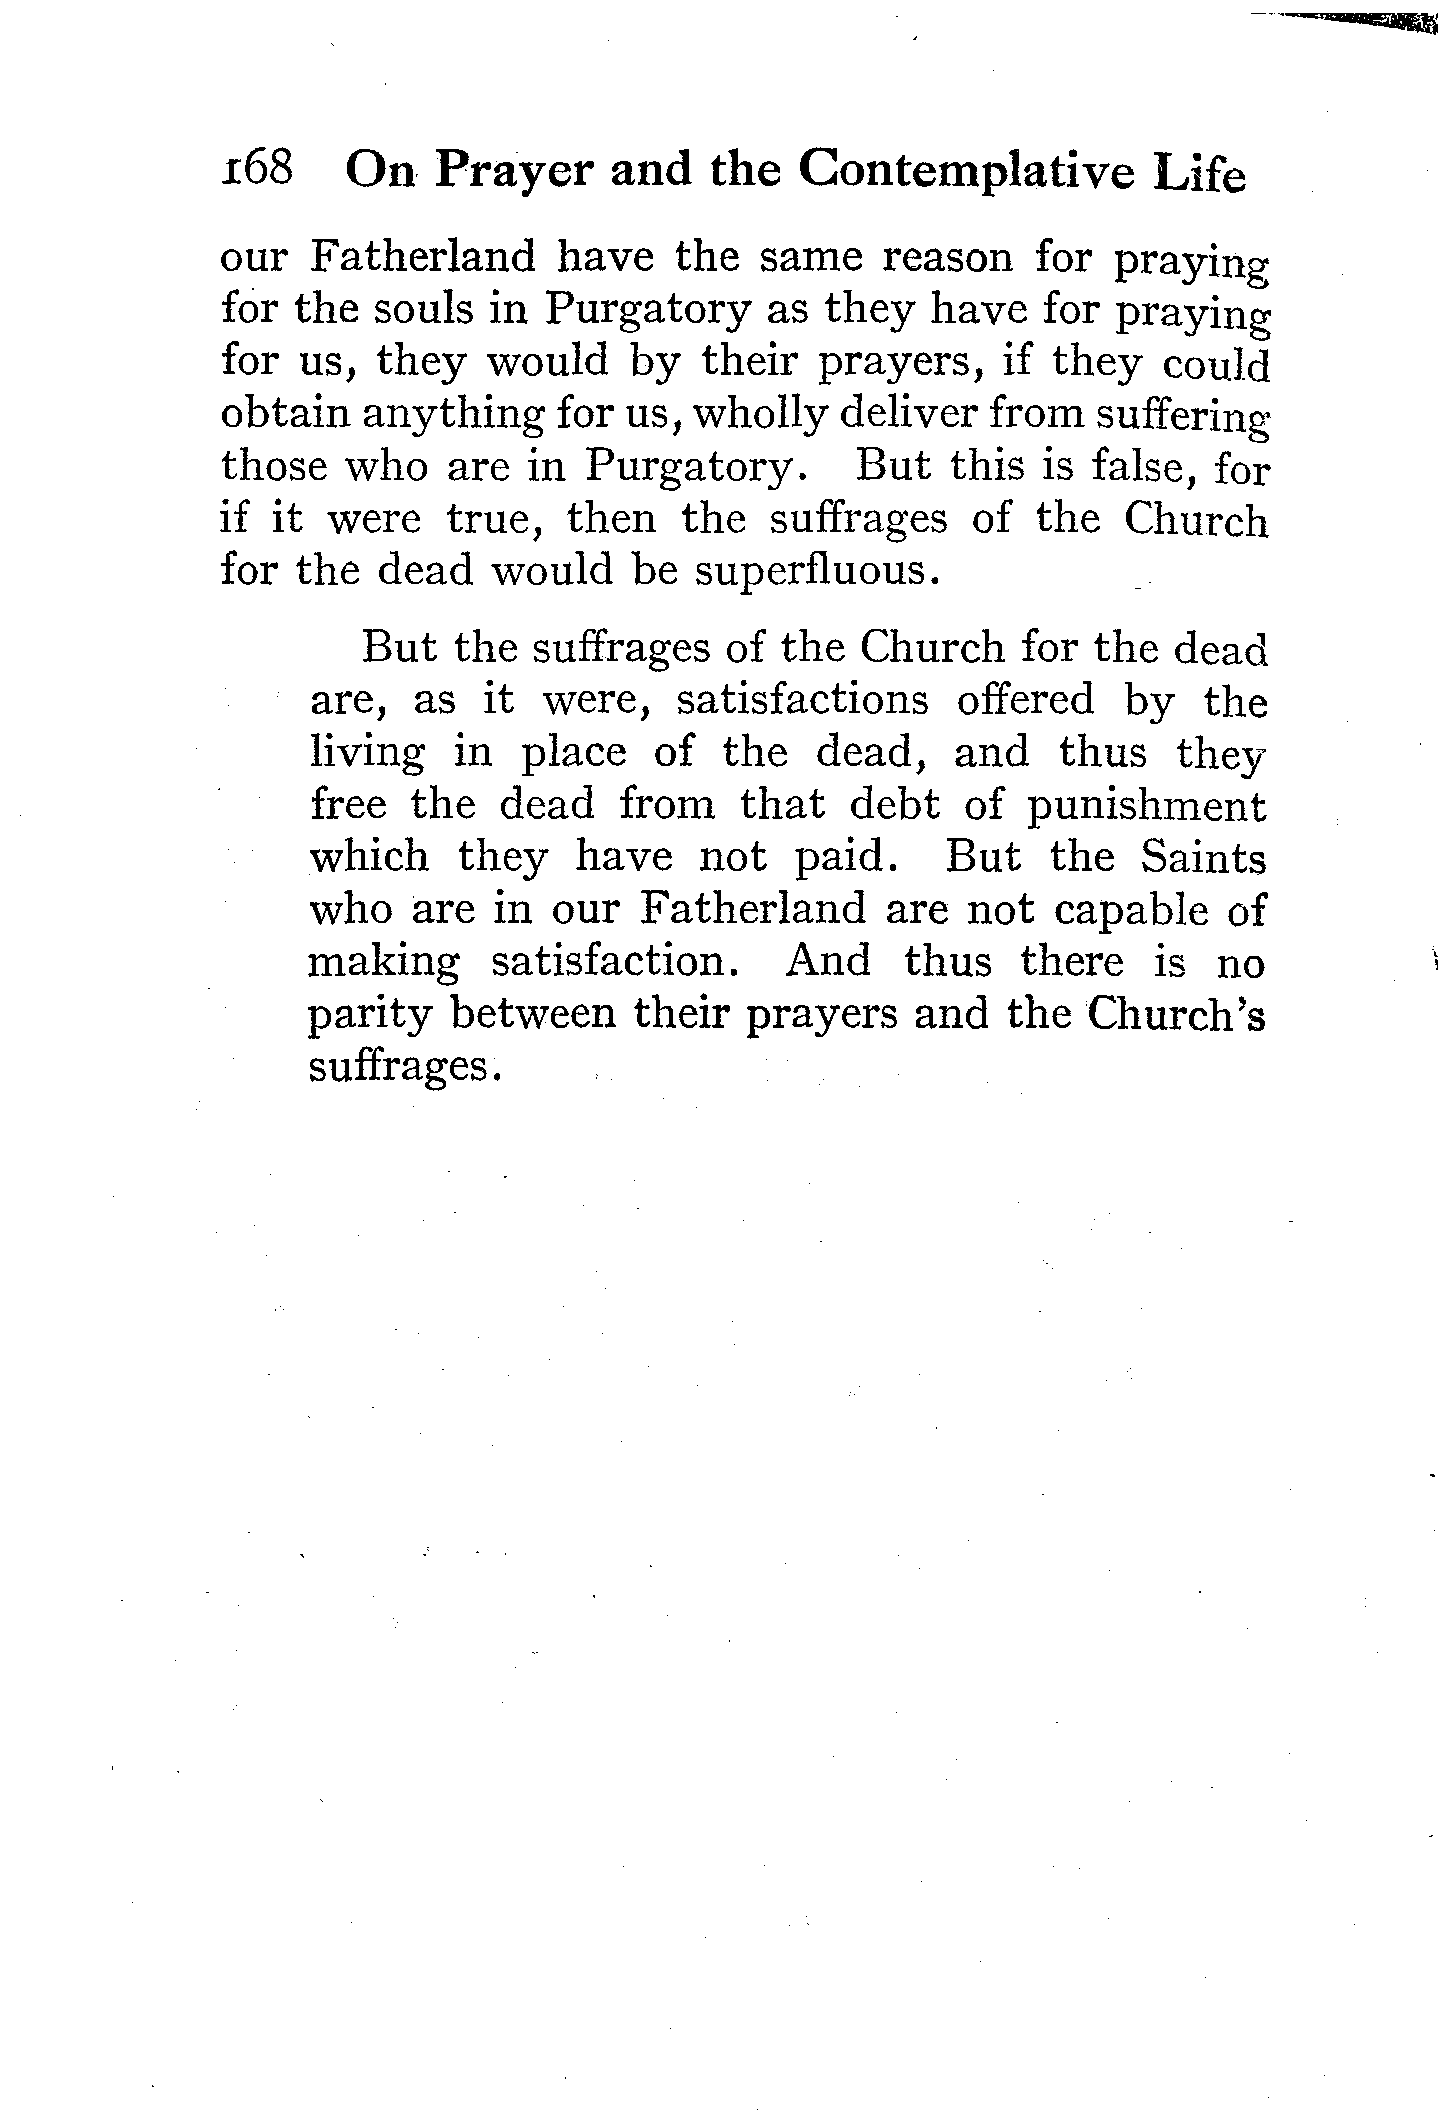 168 On Prayer and the Contemplative Life
our Fatherland have the same reason for praying
for the souls in Purgatory as they have for praying
for us, they would by their prayers, if they could
obtain anything for us, wholly deliver from suffering
those who are in Purgatory. But this is false, for
if it were true, then the suffrages of the Church
for the dead would be superfluous.
But the suffrages of the Church for the dead
are, as it were, satisfactions offered by the
living in place of the dead, and thus they
free the dead from that debt of punishment
which they have not paid. But the Saints
who are in our Fatherland are not capable of
making satisfaction. And thus there is no
parity between their prayers and the Church's
suffrages.